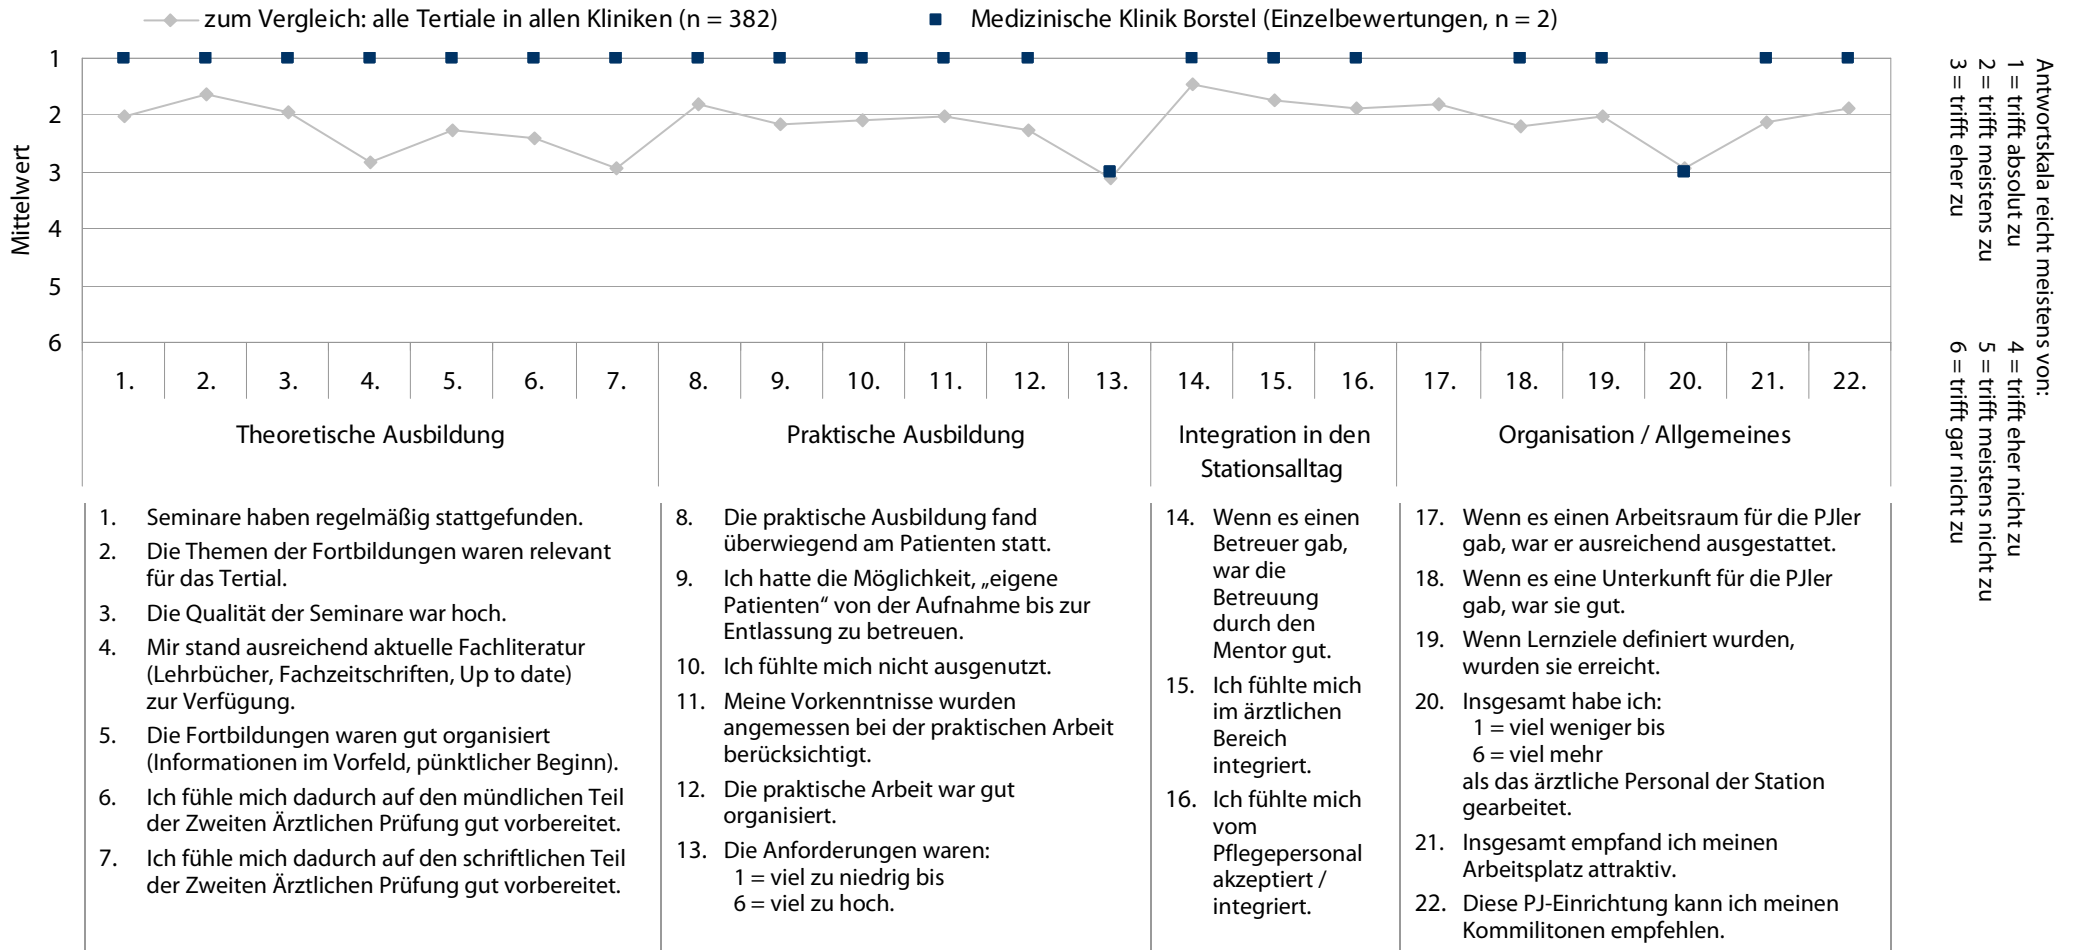 zum Vergleich: alle Tertiale in allen Kliniken (n = 382)
Medizinische Klinik Borstel (Einzelbewertungen, n = 2)
Mittelwert
1
2
3
4
5
6
1.
2.
3.
4.
5.
6.
7.
8.
9.
10.
11.
12.
13.
14.
15.
16.
17.
18.
19.
20.
21.
22.
Theoretische Ausbildung
Praktische Ausbildung
Integration in den
Stationsalltag
Organisation / Allgemeines
1. Seminare haben regelmäßig stattgefunden.
2. Die Themen der Fortbildungen waren relevant
für das Tertial.
3. Die Qualität der Seminare war hoch.
4. Mir stand ausreichend aktuelle Fachliteratur
(Lehrbücher, Fachzeitschriften, Up to date)
zur Verfügung.
5. Die Fortbildungen waren gut organisiert
(Informationen im Vorfeld, pünktlicher Beginn).
6. Ich fühle mich dadurch auf den mündlichen Teil
der Zweiten Ärztlichen Prüfung gut vorbereitet.
7. Ich fühle mich dadurch auf den schriftlichen Teil
der Zweiten Ärztlichen Prüfung gut vorbereitet.
8. Die praktische Ausbildung fand
überwiegend am Patienten statt.
9. Ich hatte die Möglichkeit, „eigene
Patienten“ von der Aufnahme bis zur
Entlassung zu betreuen.
10. Ich fühlte mich nicht ausgenutzt.
11. Meine Vorkenntnisse wurden
angemessen bei der praktischen Arbeit
berücksichtigt.
12. Die praktische Arbeit war gut
organisiert.
13. Die Anforderungen waren:
1 = viel zu niedrig bis
6 = viel zu hoch.
14. Wenn es einen
Betreuer gab,
war die
Betreuung
durch den
Mentor gut.
15. Ich fühlte mich
im ärztlichen
Bereich
integriert.
16. Ich fühlte mich
vom
Pflegepersonal
akzeptiert /
integriert.
17. Wenn es einen Arbeitsraum für die PJler
gab, war er ausreichend ausgestattet.
18. Wenn es eine Unterkunft für die PJler
gab, war sie gut.
19. Wenn Lernziele definiert wurden,
wurden sie erreicht.
20. Insgesamt habe ich:
1 = viel weniger bis
6 = viel mehr
als das ärztliche Personal der Station
gearbeitet.
21. Insgesamt empfand ich meinen
Arbeitsplatz attraktiv.
22. Diese PJ-Einrichtung kann ich meinen
Kommilitonen empfehlen.
Antwortskala reicht meistens von:
1 = trifft absolut zu
2 = trifft meistens zu
3 = trifft eher zu
4 = trifft eher nicht zu
5 = trifft meistens nicht zu
6 = trifft gar nicht zu